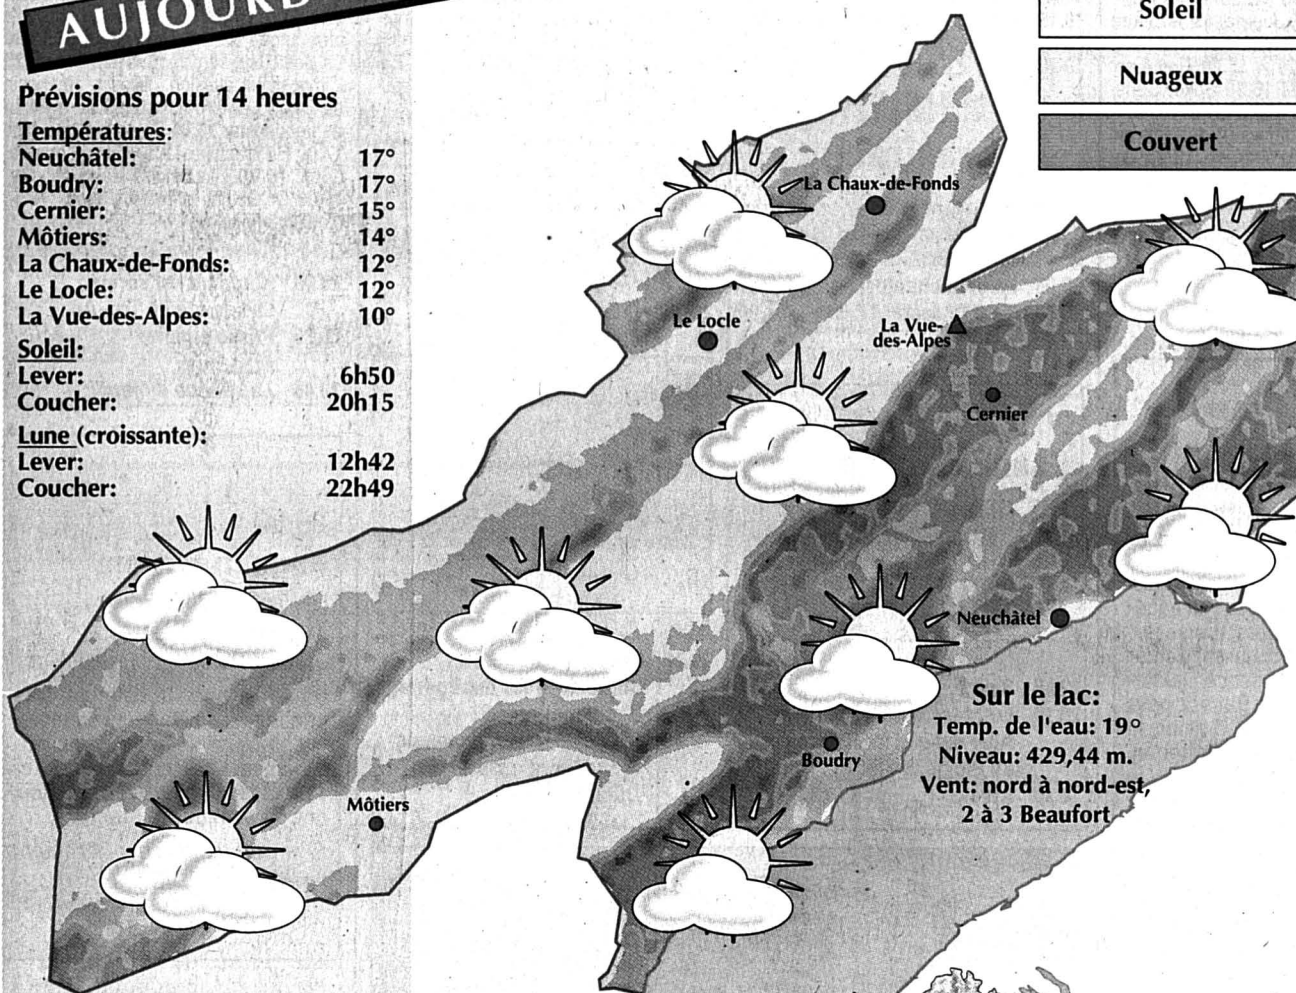 AUJOURD
Prévisions pour 14 heures
Températures:
Neuchâtel: 17°
Boudry: 17°
Cernier: 15°
Môtiers: 14°
La Chaux-de-Fonds: 12°
Le Locle: 12°
La Vue-des-Alpes: 10°
Soleil:
Lever: 6h50
Coucher: 20h15
Lune (croissante):
Lever: 12h42
Coucher: 22h49
Soleil
Nuageux
Couvert
La Chaux-de-Fonds
Le Locle
La Vue-
des-Alpes
Cernier
Neuchâtel
Boudry
Môtiers
Sur le lac:
Temp. de l'eau: 19°
Niveau: 429,44 m.
Vent: nord à nord-est,
2 à 3 Beaufort